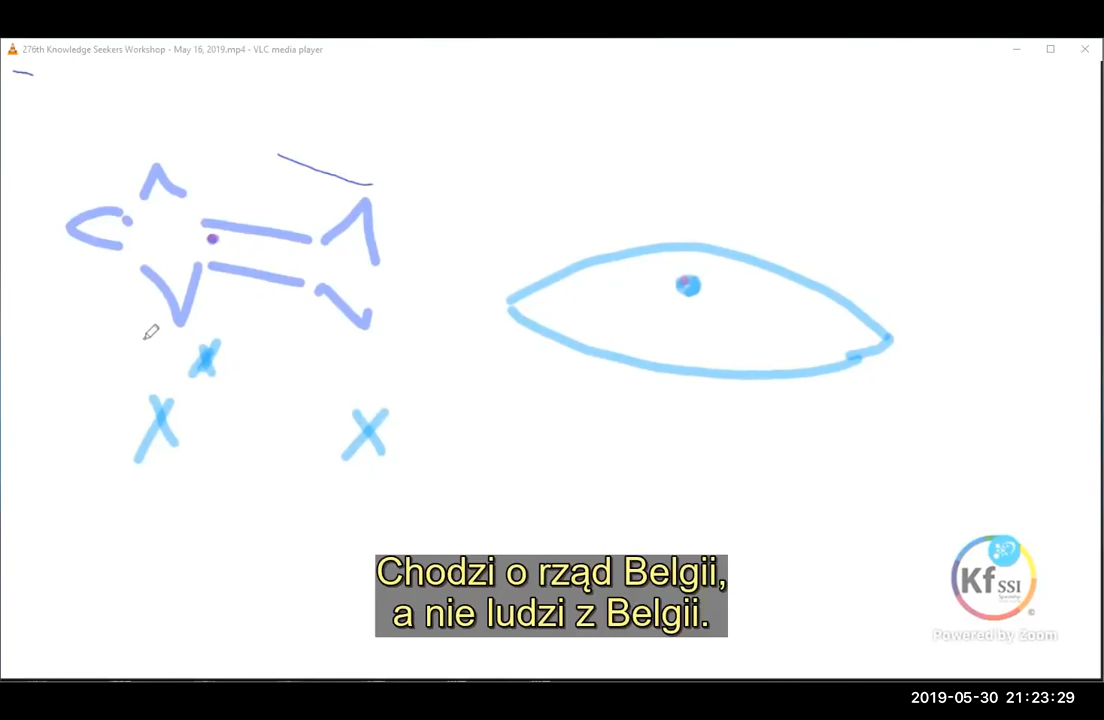 276th Knowledge Seekers Workshop - May 16, 2019.mp4 - VLC media player
X
X
X
Chodzi o rząd Belgii,
a nie ludzi z Belgii.
Kf SSI
Powered by Zoom
2019-05-30 21:23:29